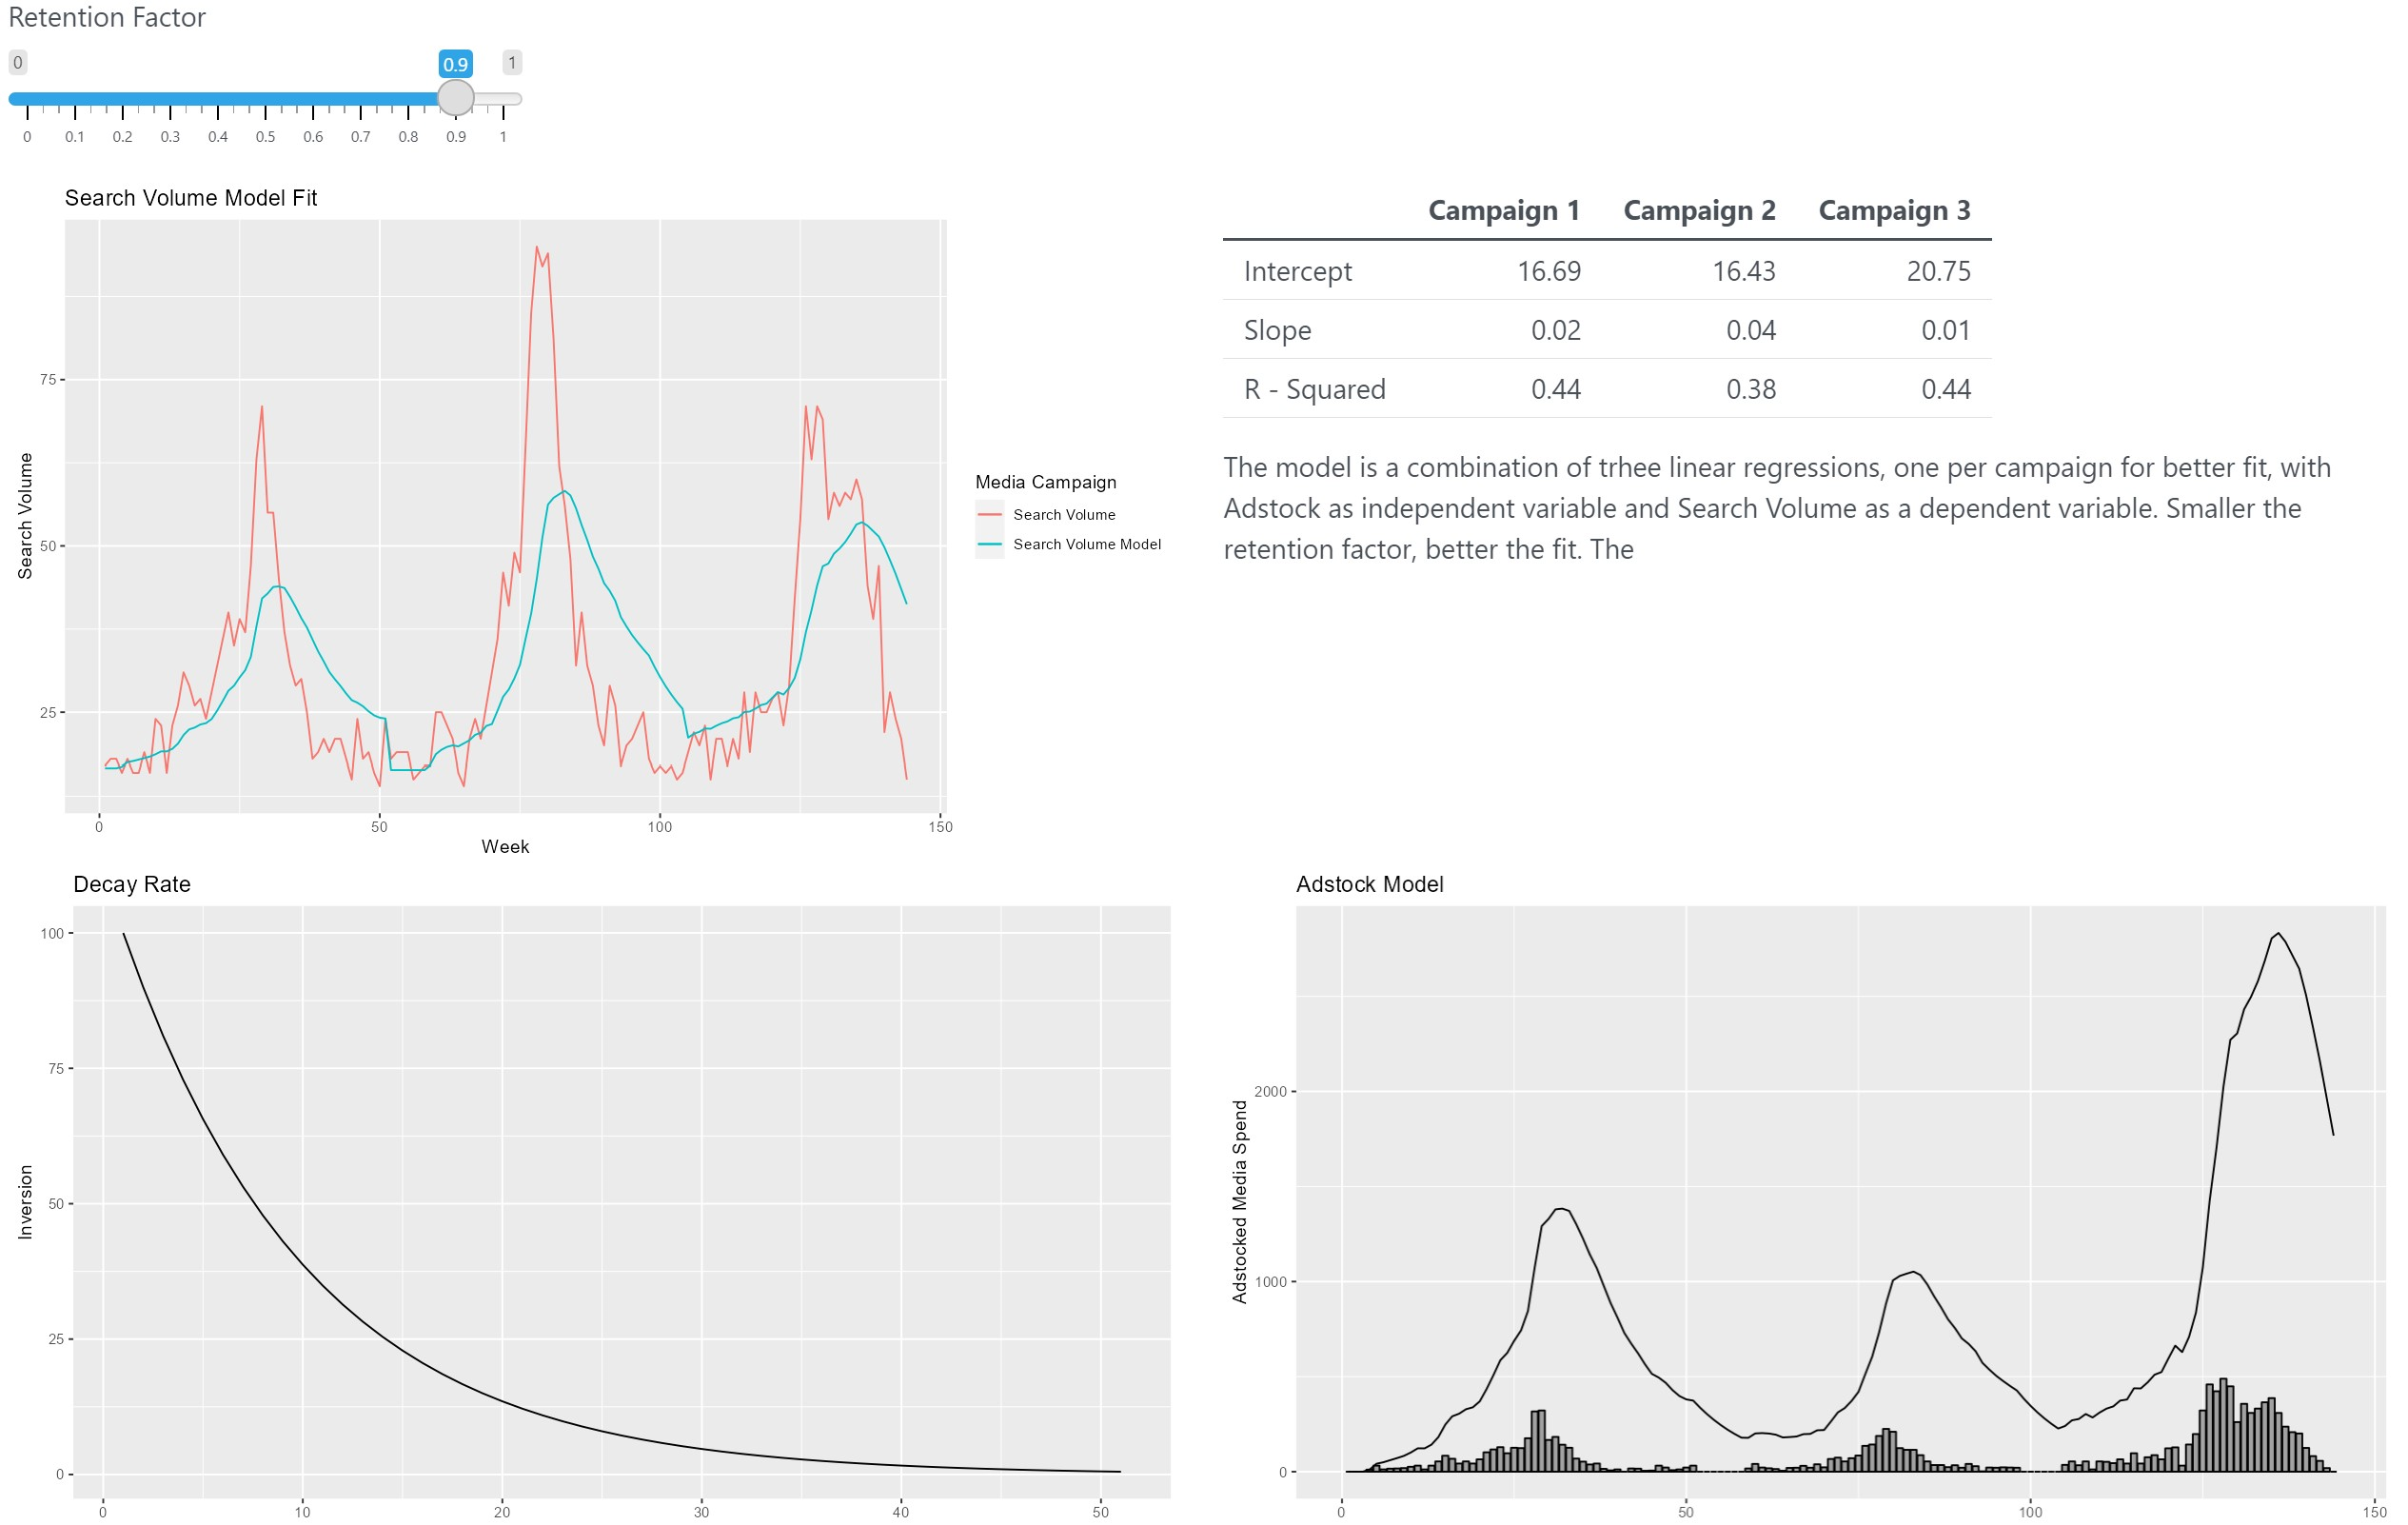 Retention Factor
0 0.9 1
0 0.1 0.2 0.3 0.4 0.5 0.6 0.7 0.8 0.9 1
Search Volume Model Fit
75
50
25
Search Volume
0 50 100 150
Week
Media Campaign
Search Volume
Search Volume Model
Campaign 1 Campaign 2 Campaign 3
Intercept 16.69 16.43 20.75
Slope 0.02 0.04 0.01
R - Squared 0.44 0.38 0.44
The model is a combination of trhee linear regressions, one per campaign for better fit, with
Adstock as independent variable and Search Volume as a dependent variable. Smaller the
retention factor, better the fit. The
Decay Rate
100
75
50
25
0
Inversion
0 10 20 30 40 50
Adstock Model
2000
1000
0
Adstocked Media Spend
0 50 100 150